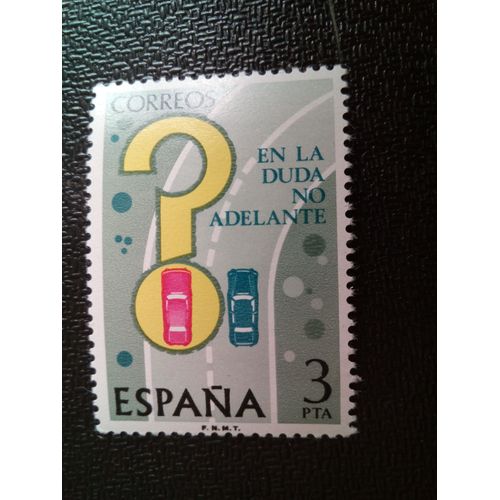 CORREOS
EN LA
DUDA
NO
ADELANTE
3
PTA
ESPAÑA
F. N. M. T.